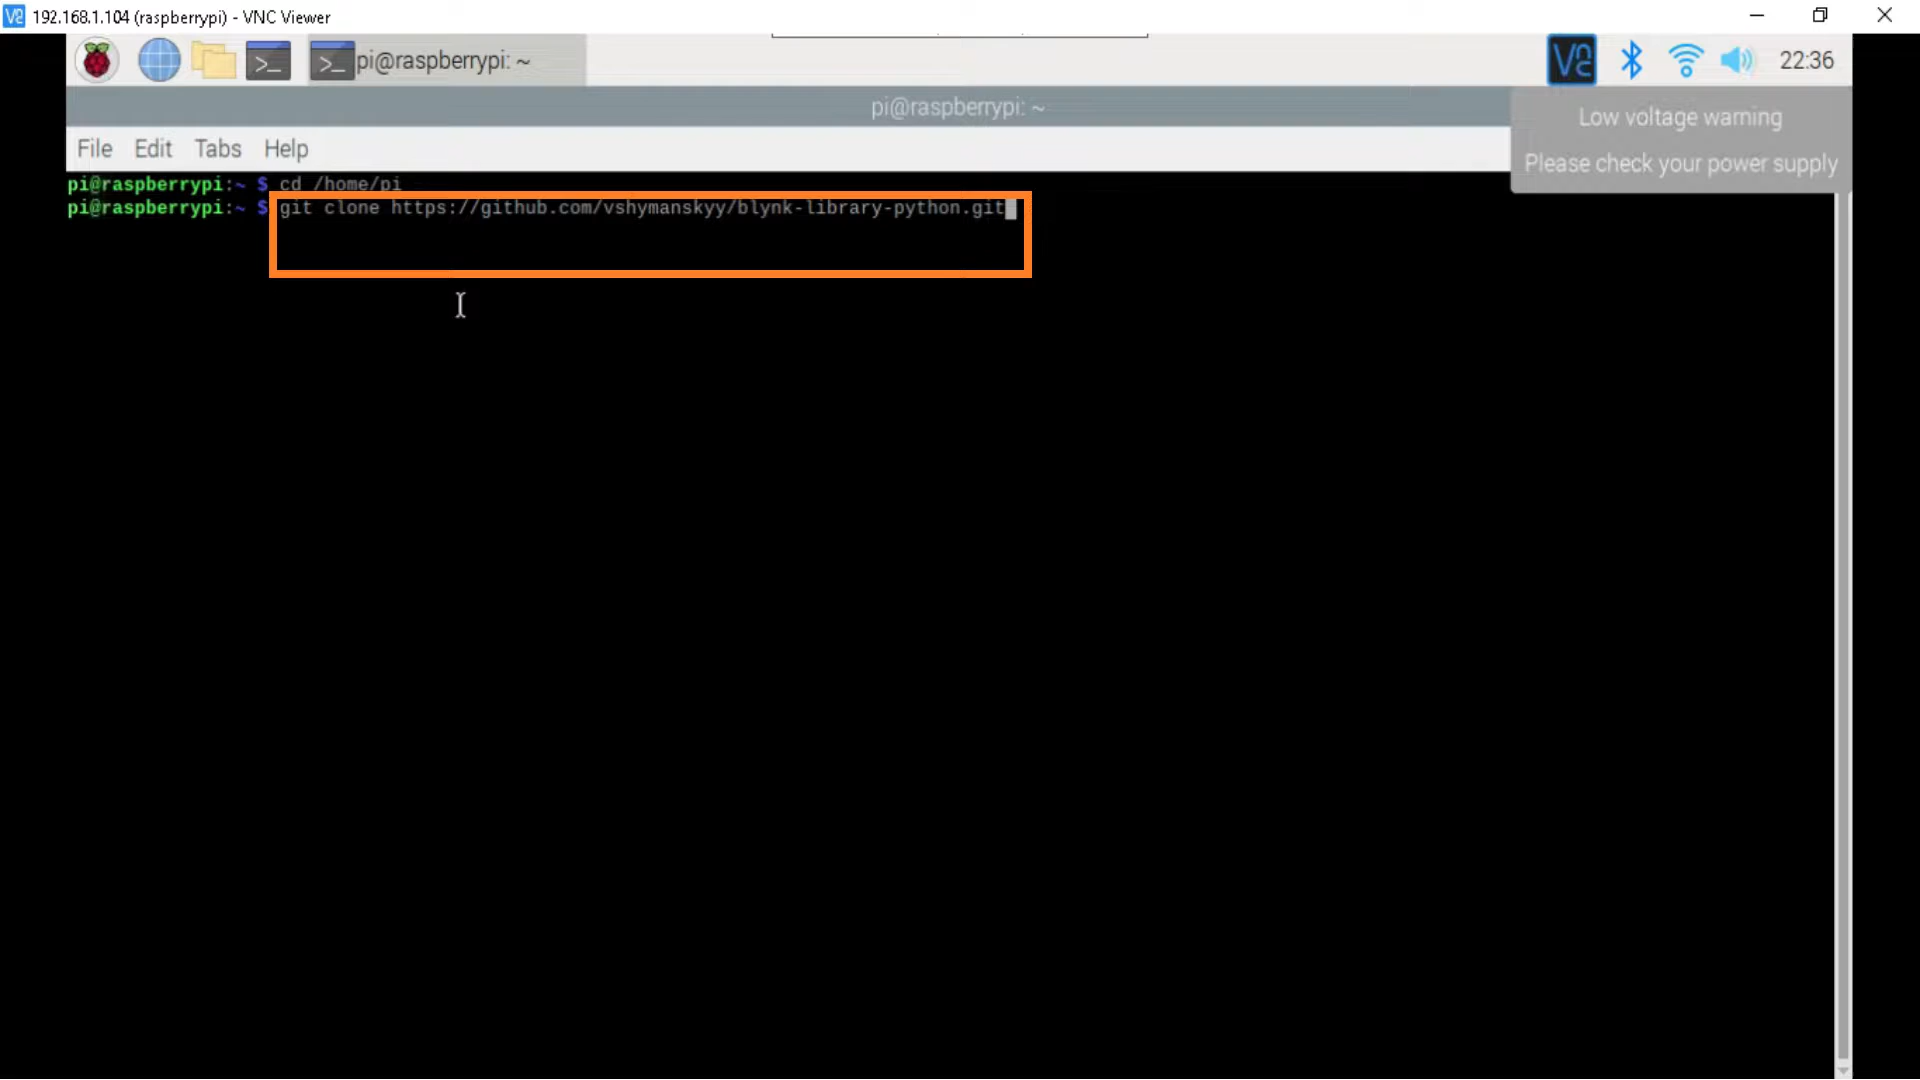 192.168.1.104 (raspberrypi) - VNC Viewer
pi@raspberrypi: ~
22:36
pi@raspberrypi: ~
Low voltage warning
Please check your power supply
File Edit Tabs Help
pi@raspberrypi:~ $ cd /home/pi
pi@raspberrypi:~ $ git clone https://github.com/vshymanskyy/blynk-library-python.git